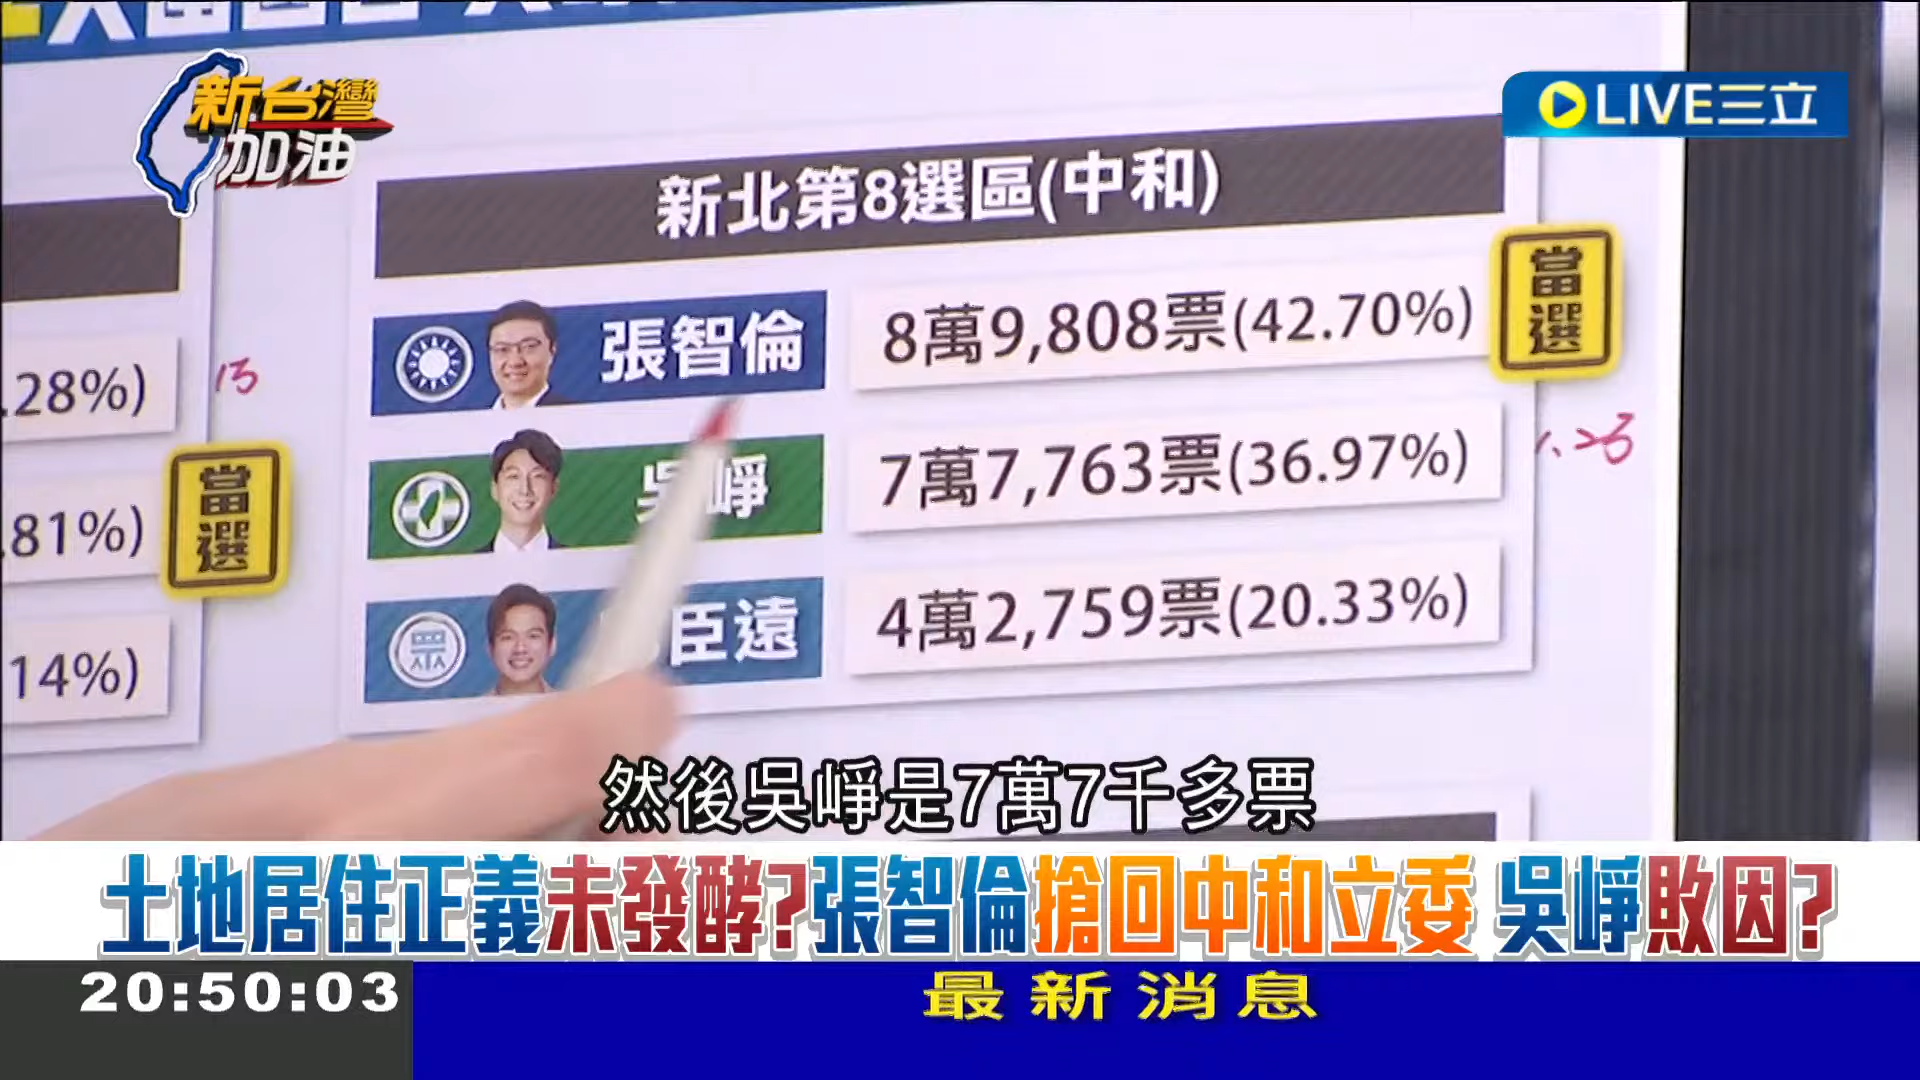 新台灣
加油
LIVE三立
新北第8選區(中和)
張智倫
8萬9,808票(42.70%)
當選
吳崢
7萬7,763票(36.97%)
臣遠
4萬2,759票(20.33%)
.28%)
.81%)
當選
14%)
然後吳崢是7萬7千多票
土地居住正義未發酵?張智倫搶回中和立委 吳崢敗因?
20:50:03
最新消息